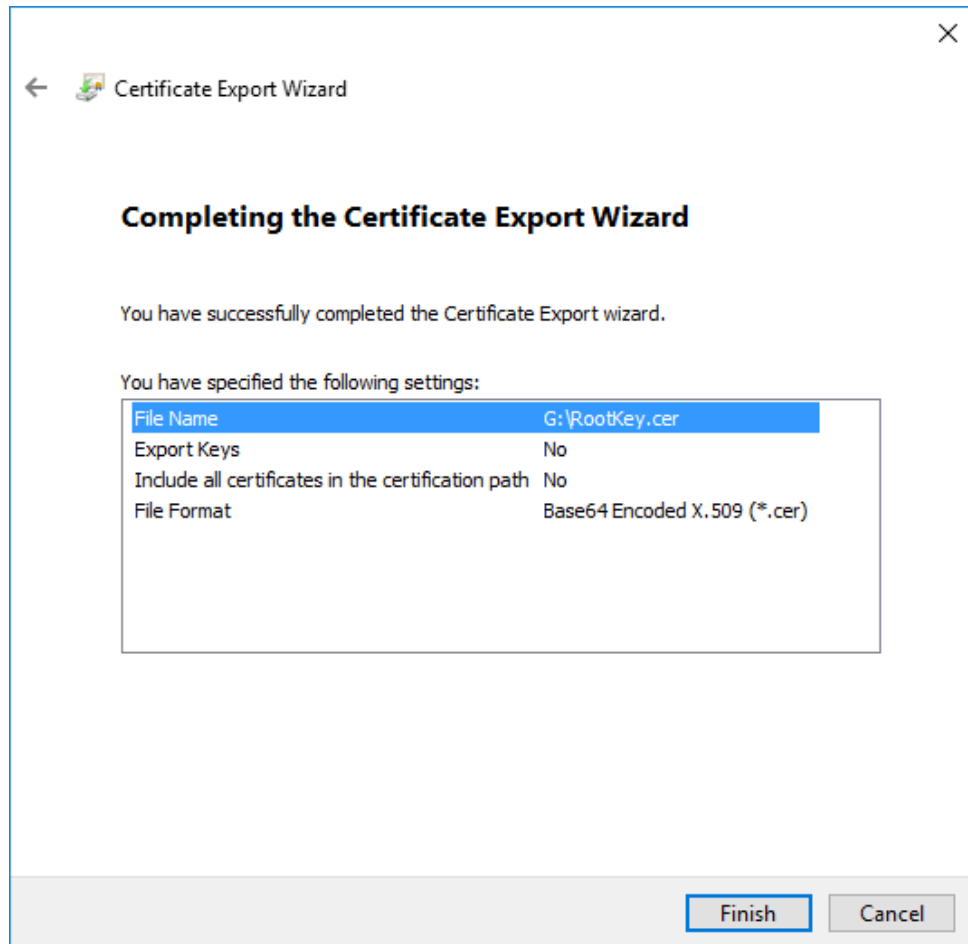 Certificate Export Wizard
Completing the Certificate Export Wizard
You have successfully completed the Certificate Export wizard.
You have specified the following settings:
File Name G:\RootKey.cer
Export Keys No
Include all certificates in the certification path No
File Format Base64 Encoded X.509 (*.cer)
Finish Cancel